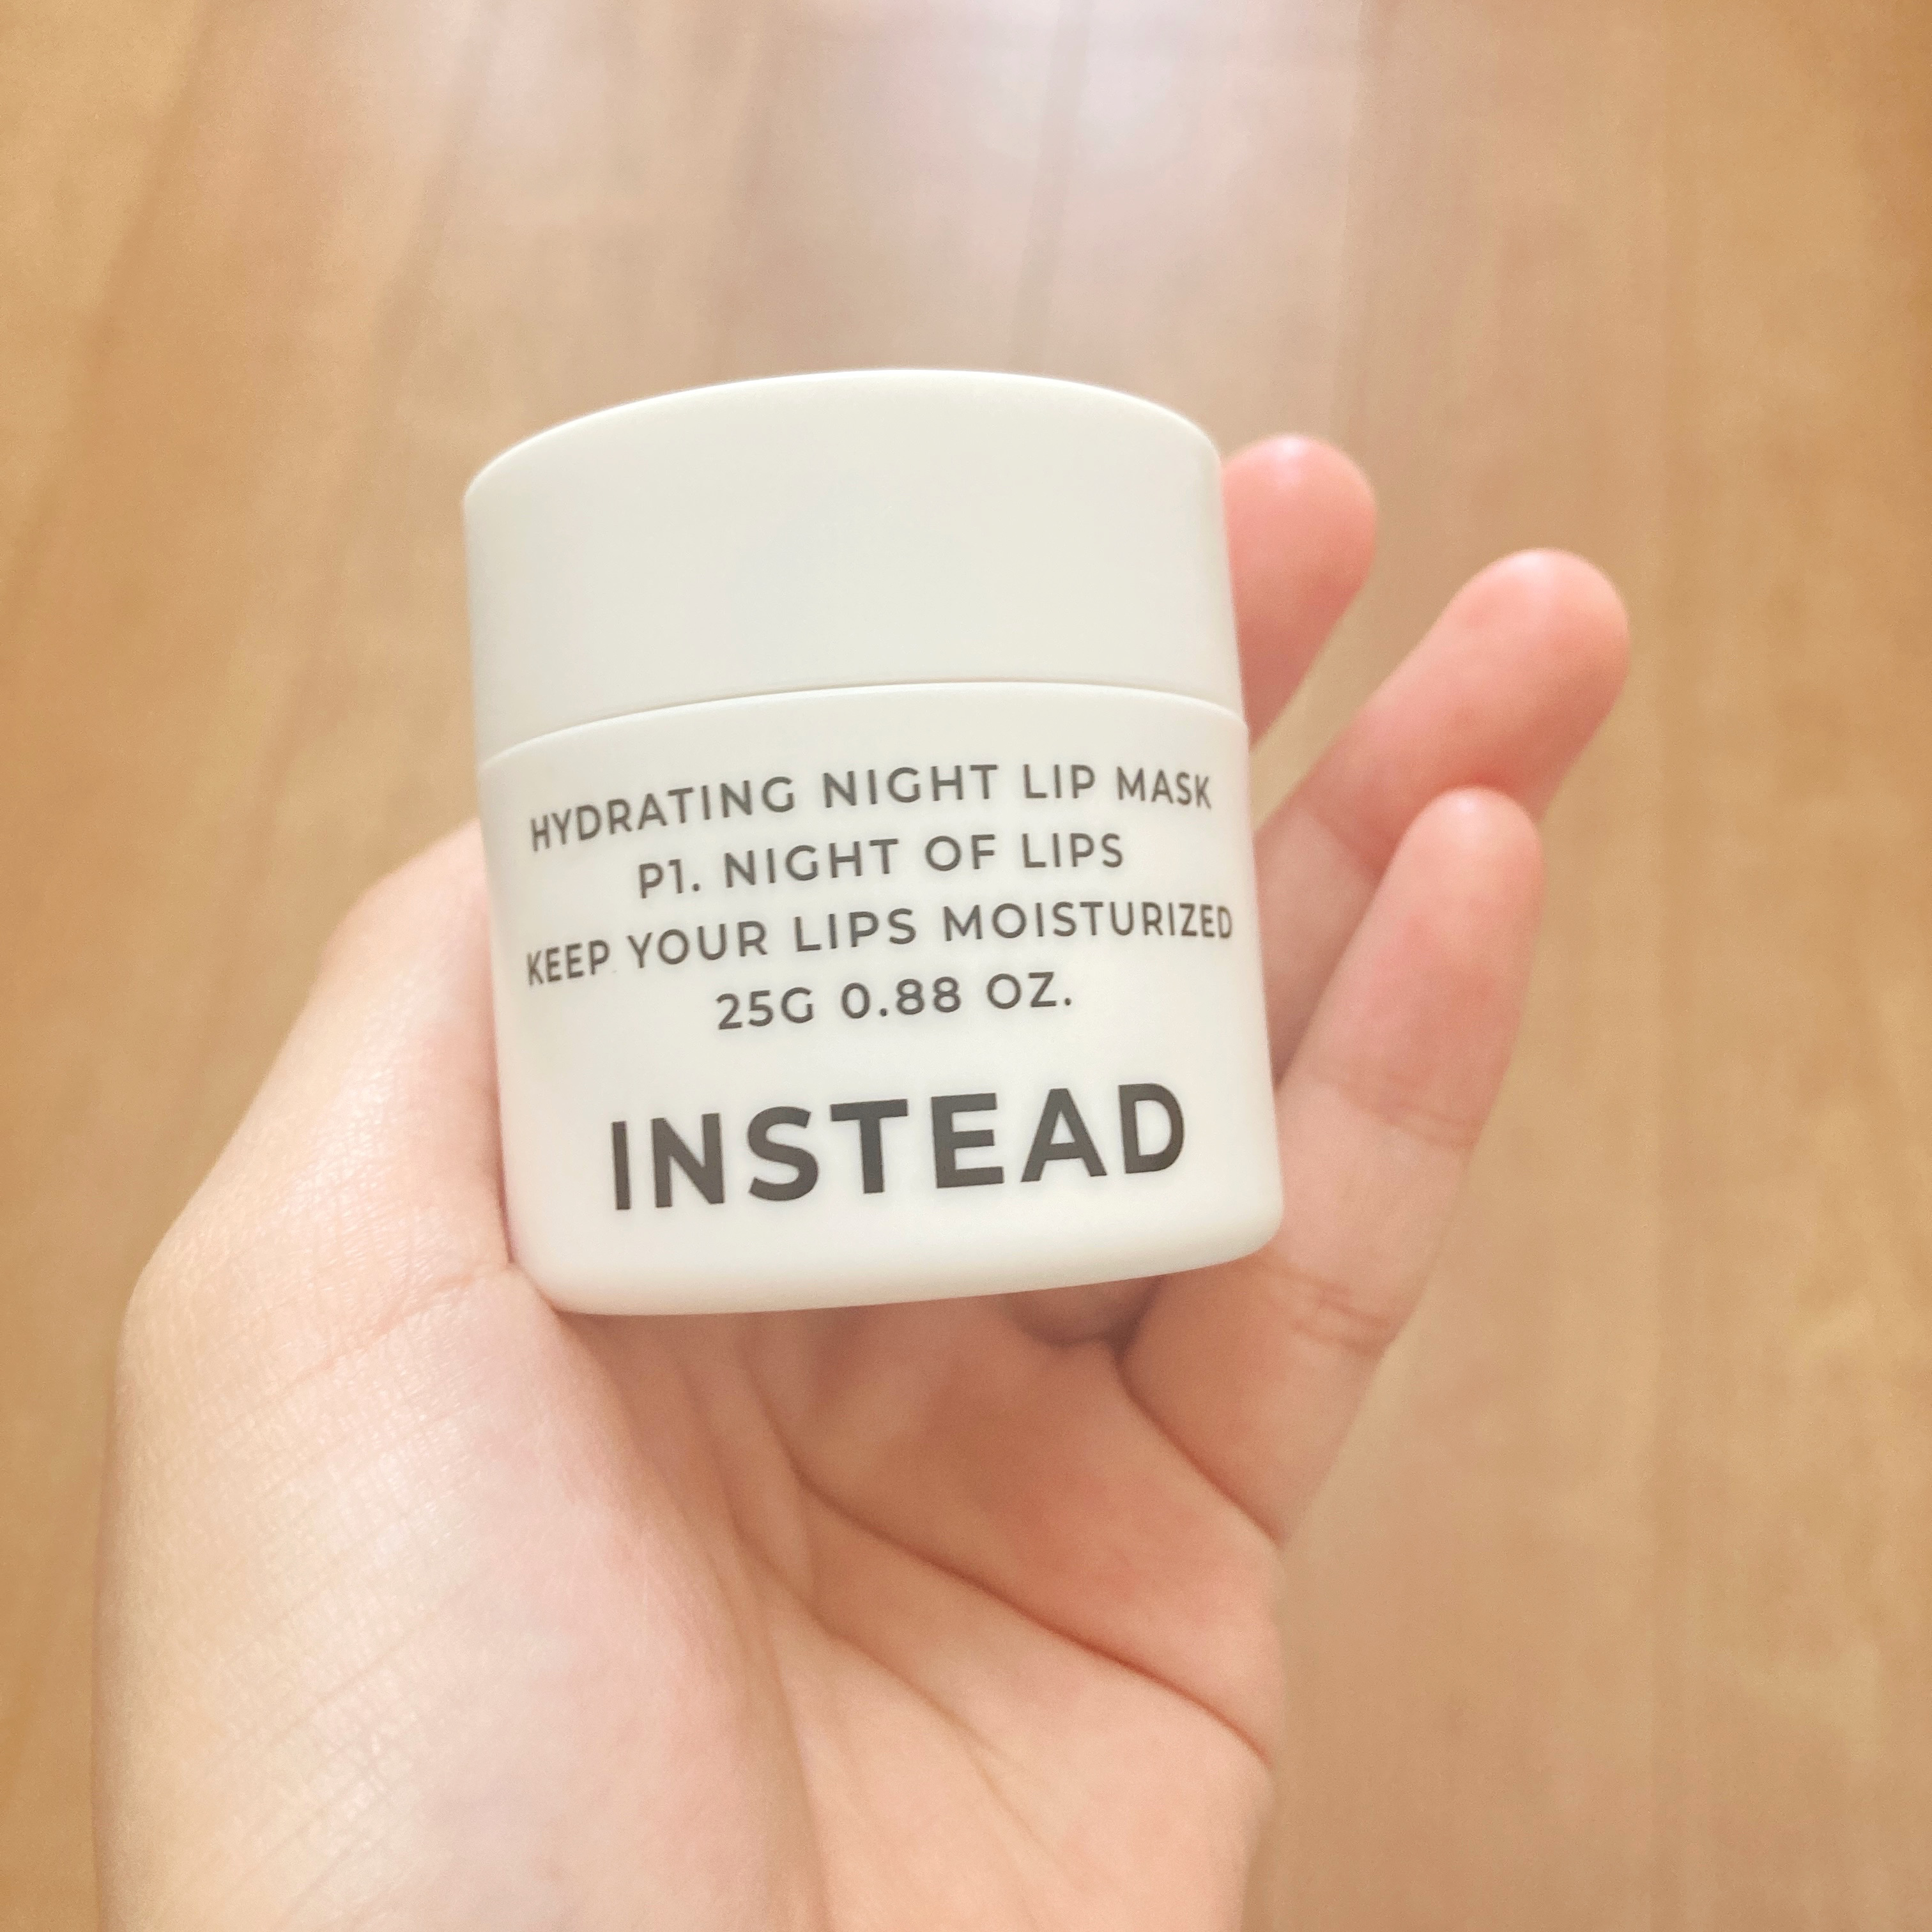 HYDRATING NIGHT LIP MASK
P1. NIGHT OF LIPS
KEEP YOUR LIPS MOISTURIZED
25G 0.88 OZ.
INSTEAD